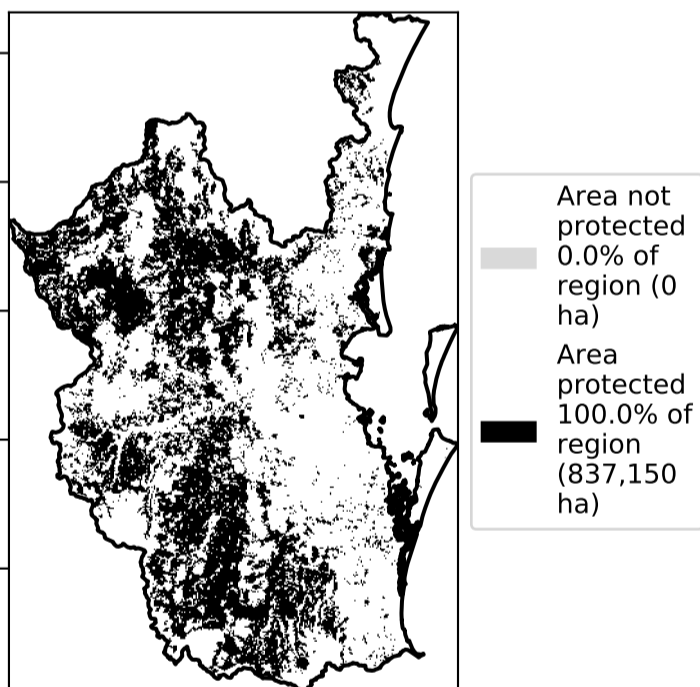 Area not
protected
0.0% of
region (0
ha)
Area
protected
100.0% of
region
(837,150
ha)